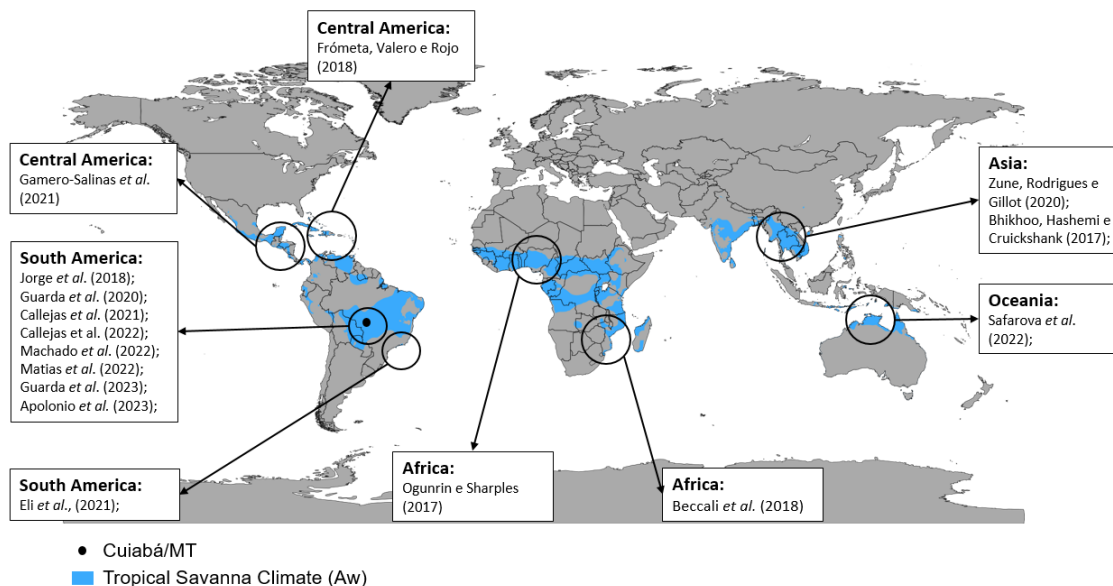 Central America:
Frómeta, Valero e Rojo
(2018)
Central America:
Gamero-Salinas et al.
(2021)
South America:
Jorge et al. (2018);
Guarda et al. (2020);
Callejas et al. (2021);
Callejas et al. (2022);
Machado et al. (2022);
Matias et al. (2022);
Guarda et al. (2023);
Apolonio et al. (2023);
South America:
Eli et al., (2021);
Africa:
Ogunrin e Sharples
(2017)
Africa:
Beccali et al. (2018)
Asia:
Zune, Rodrigues e
Gillot (2020);
Bhikhoo, Hashemi e
Cruickshank (2017);
Oceania:
Safarova et al.
(2022);
Cuiabá/MT
Tropical Savanna Climate (Aw)